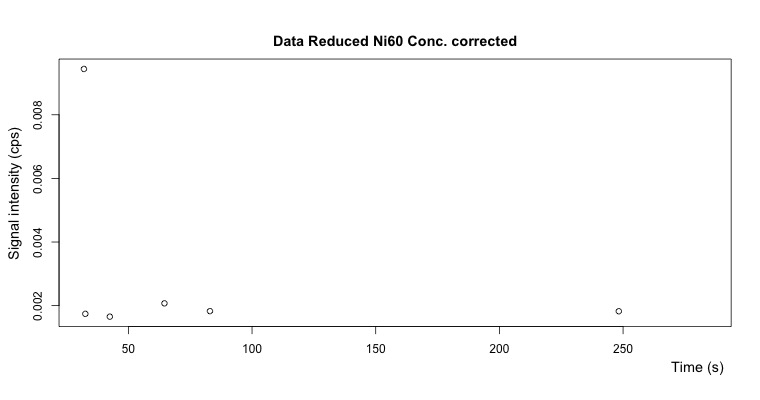 Data Reduced Ni60 Conc. corrected
Signal intensity (cps)
0.008
0.006
0.004
0.002
50 100 150 200 250
Time (s)